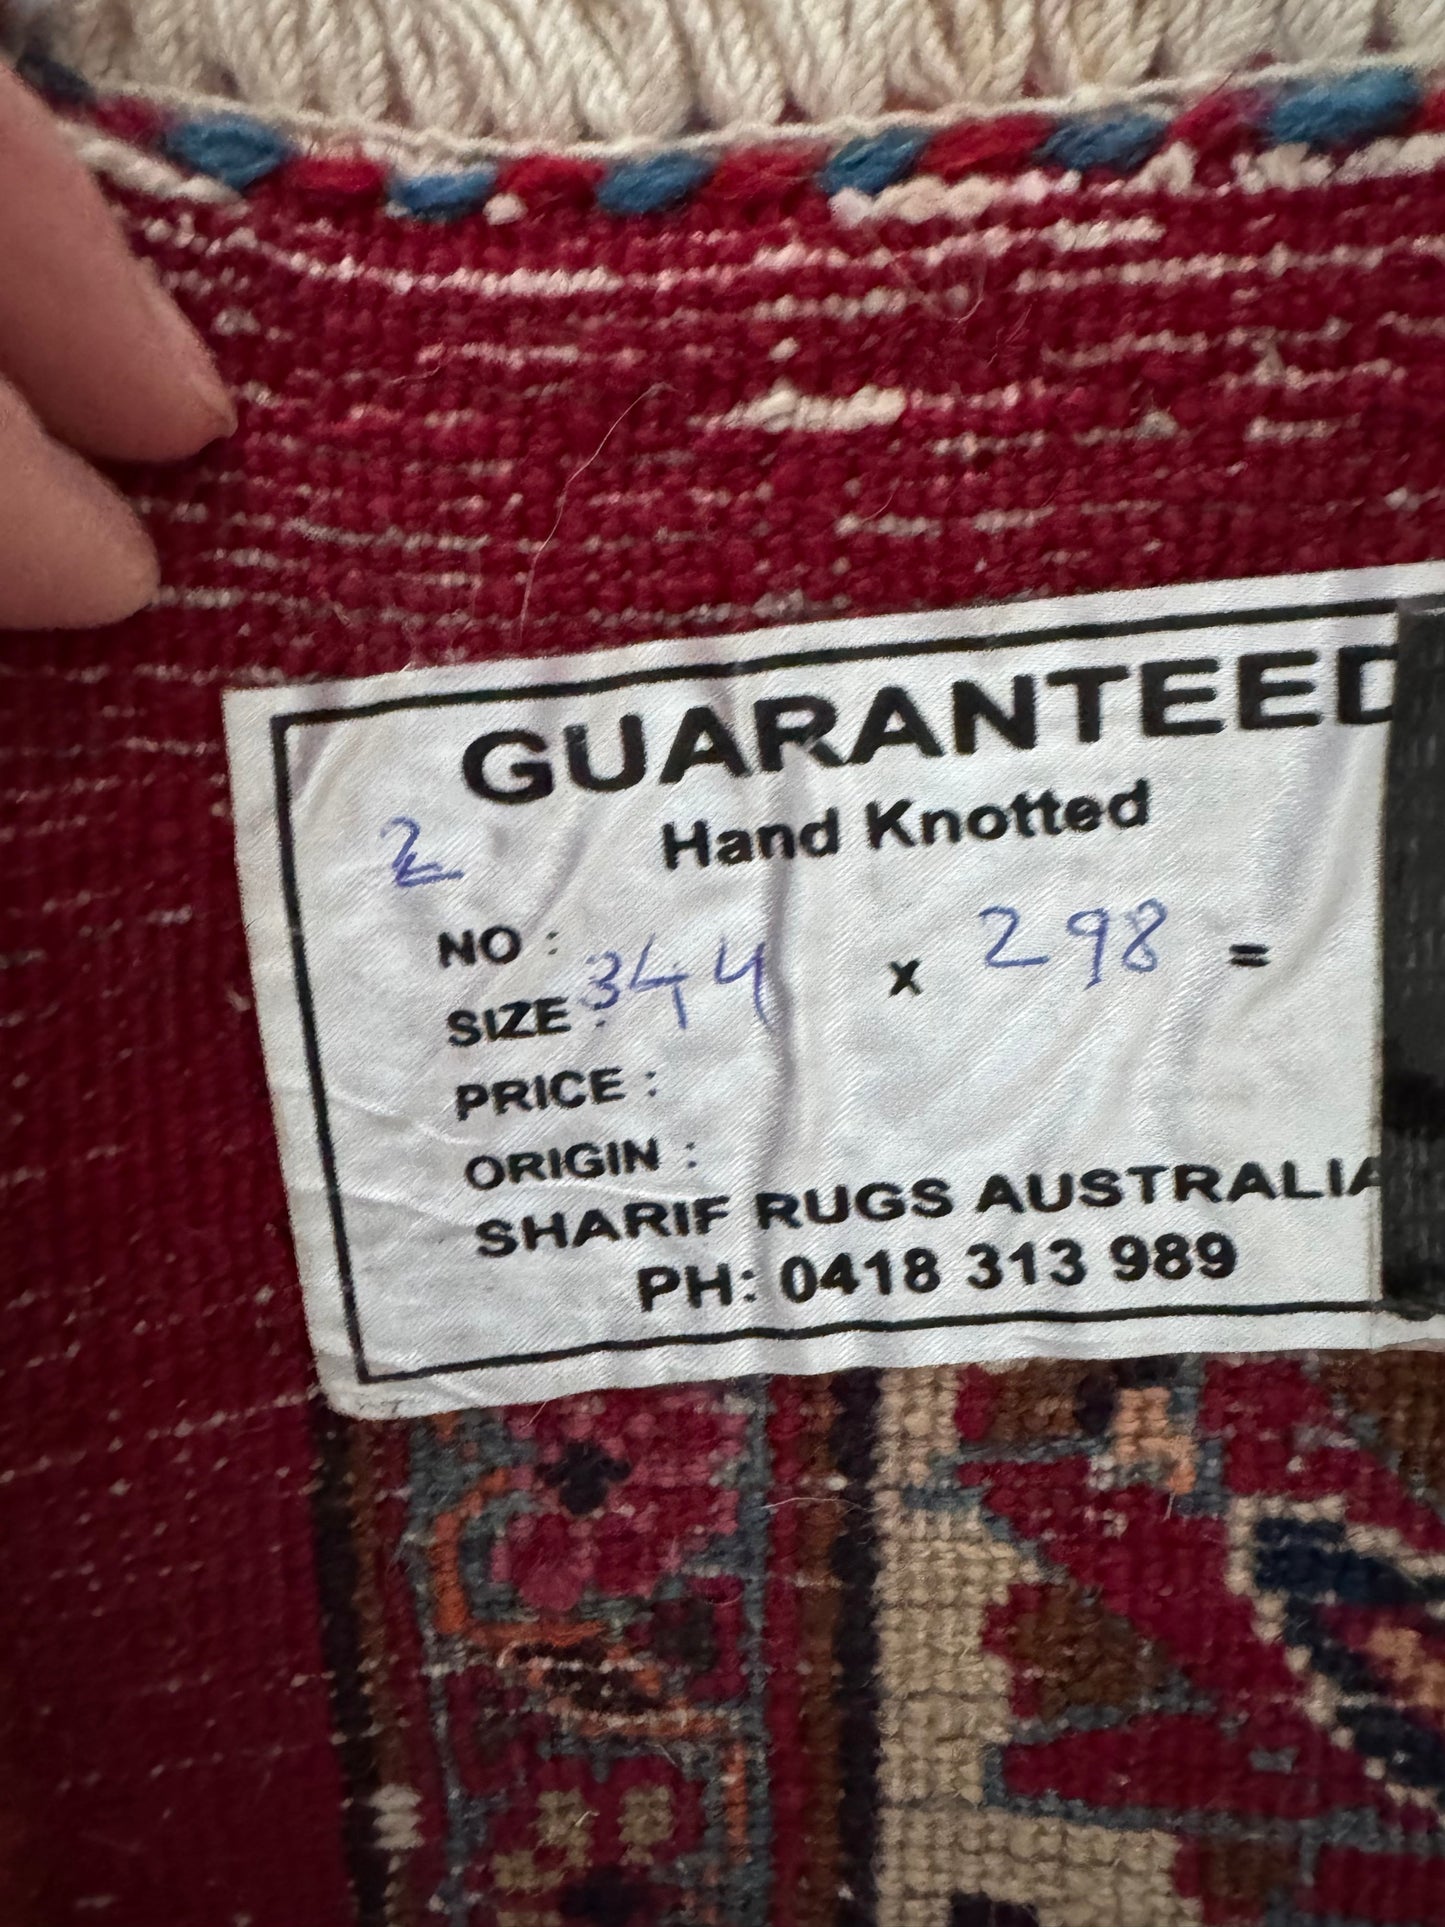 GUARANTEED
Hand Knotted
2
NO :
SIZE : 344 x 298 =
PRICE :
ORIGIN :
SHARIF RUGS AUSTRALIA
PH: 0418 313 989